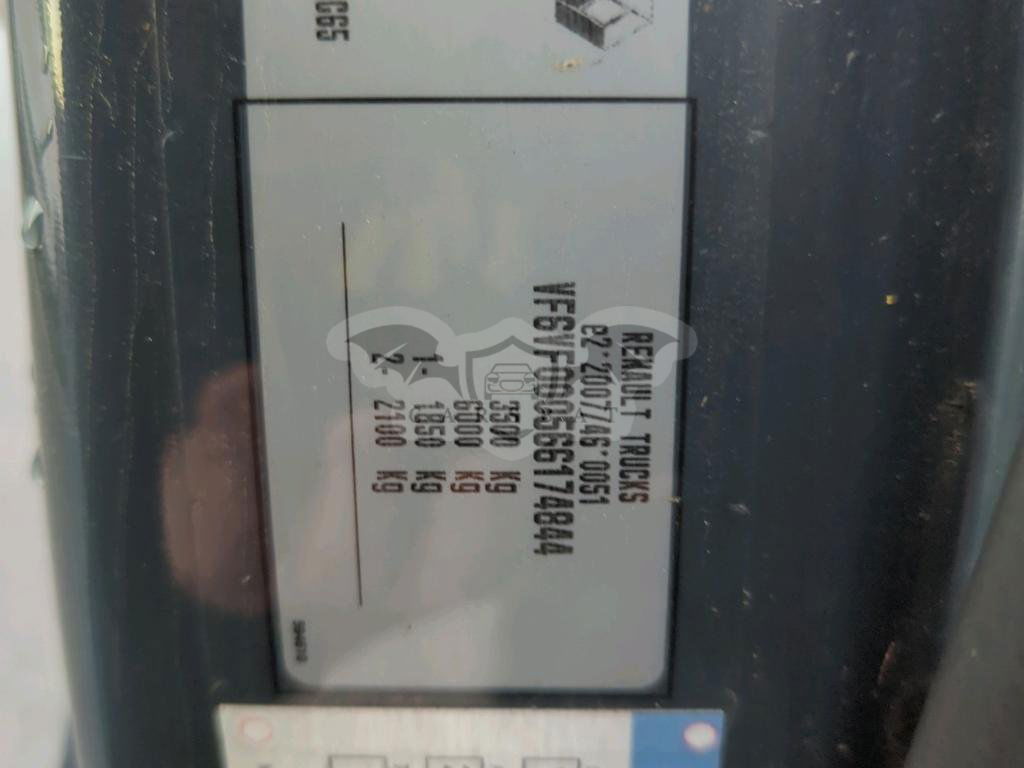 RENAULT TRUCKS
e2*2007/46*0051
VF6VF000566174844
3500 kg
6000 kg
1- 1850 kg
2- 2100 kg